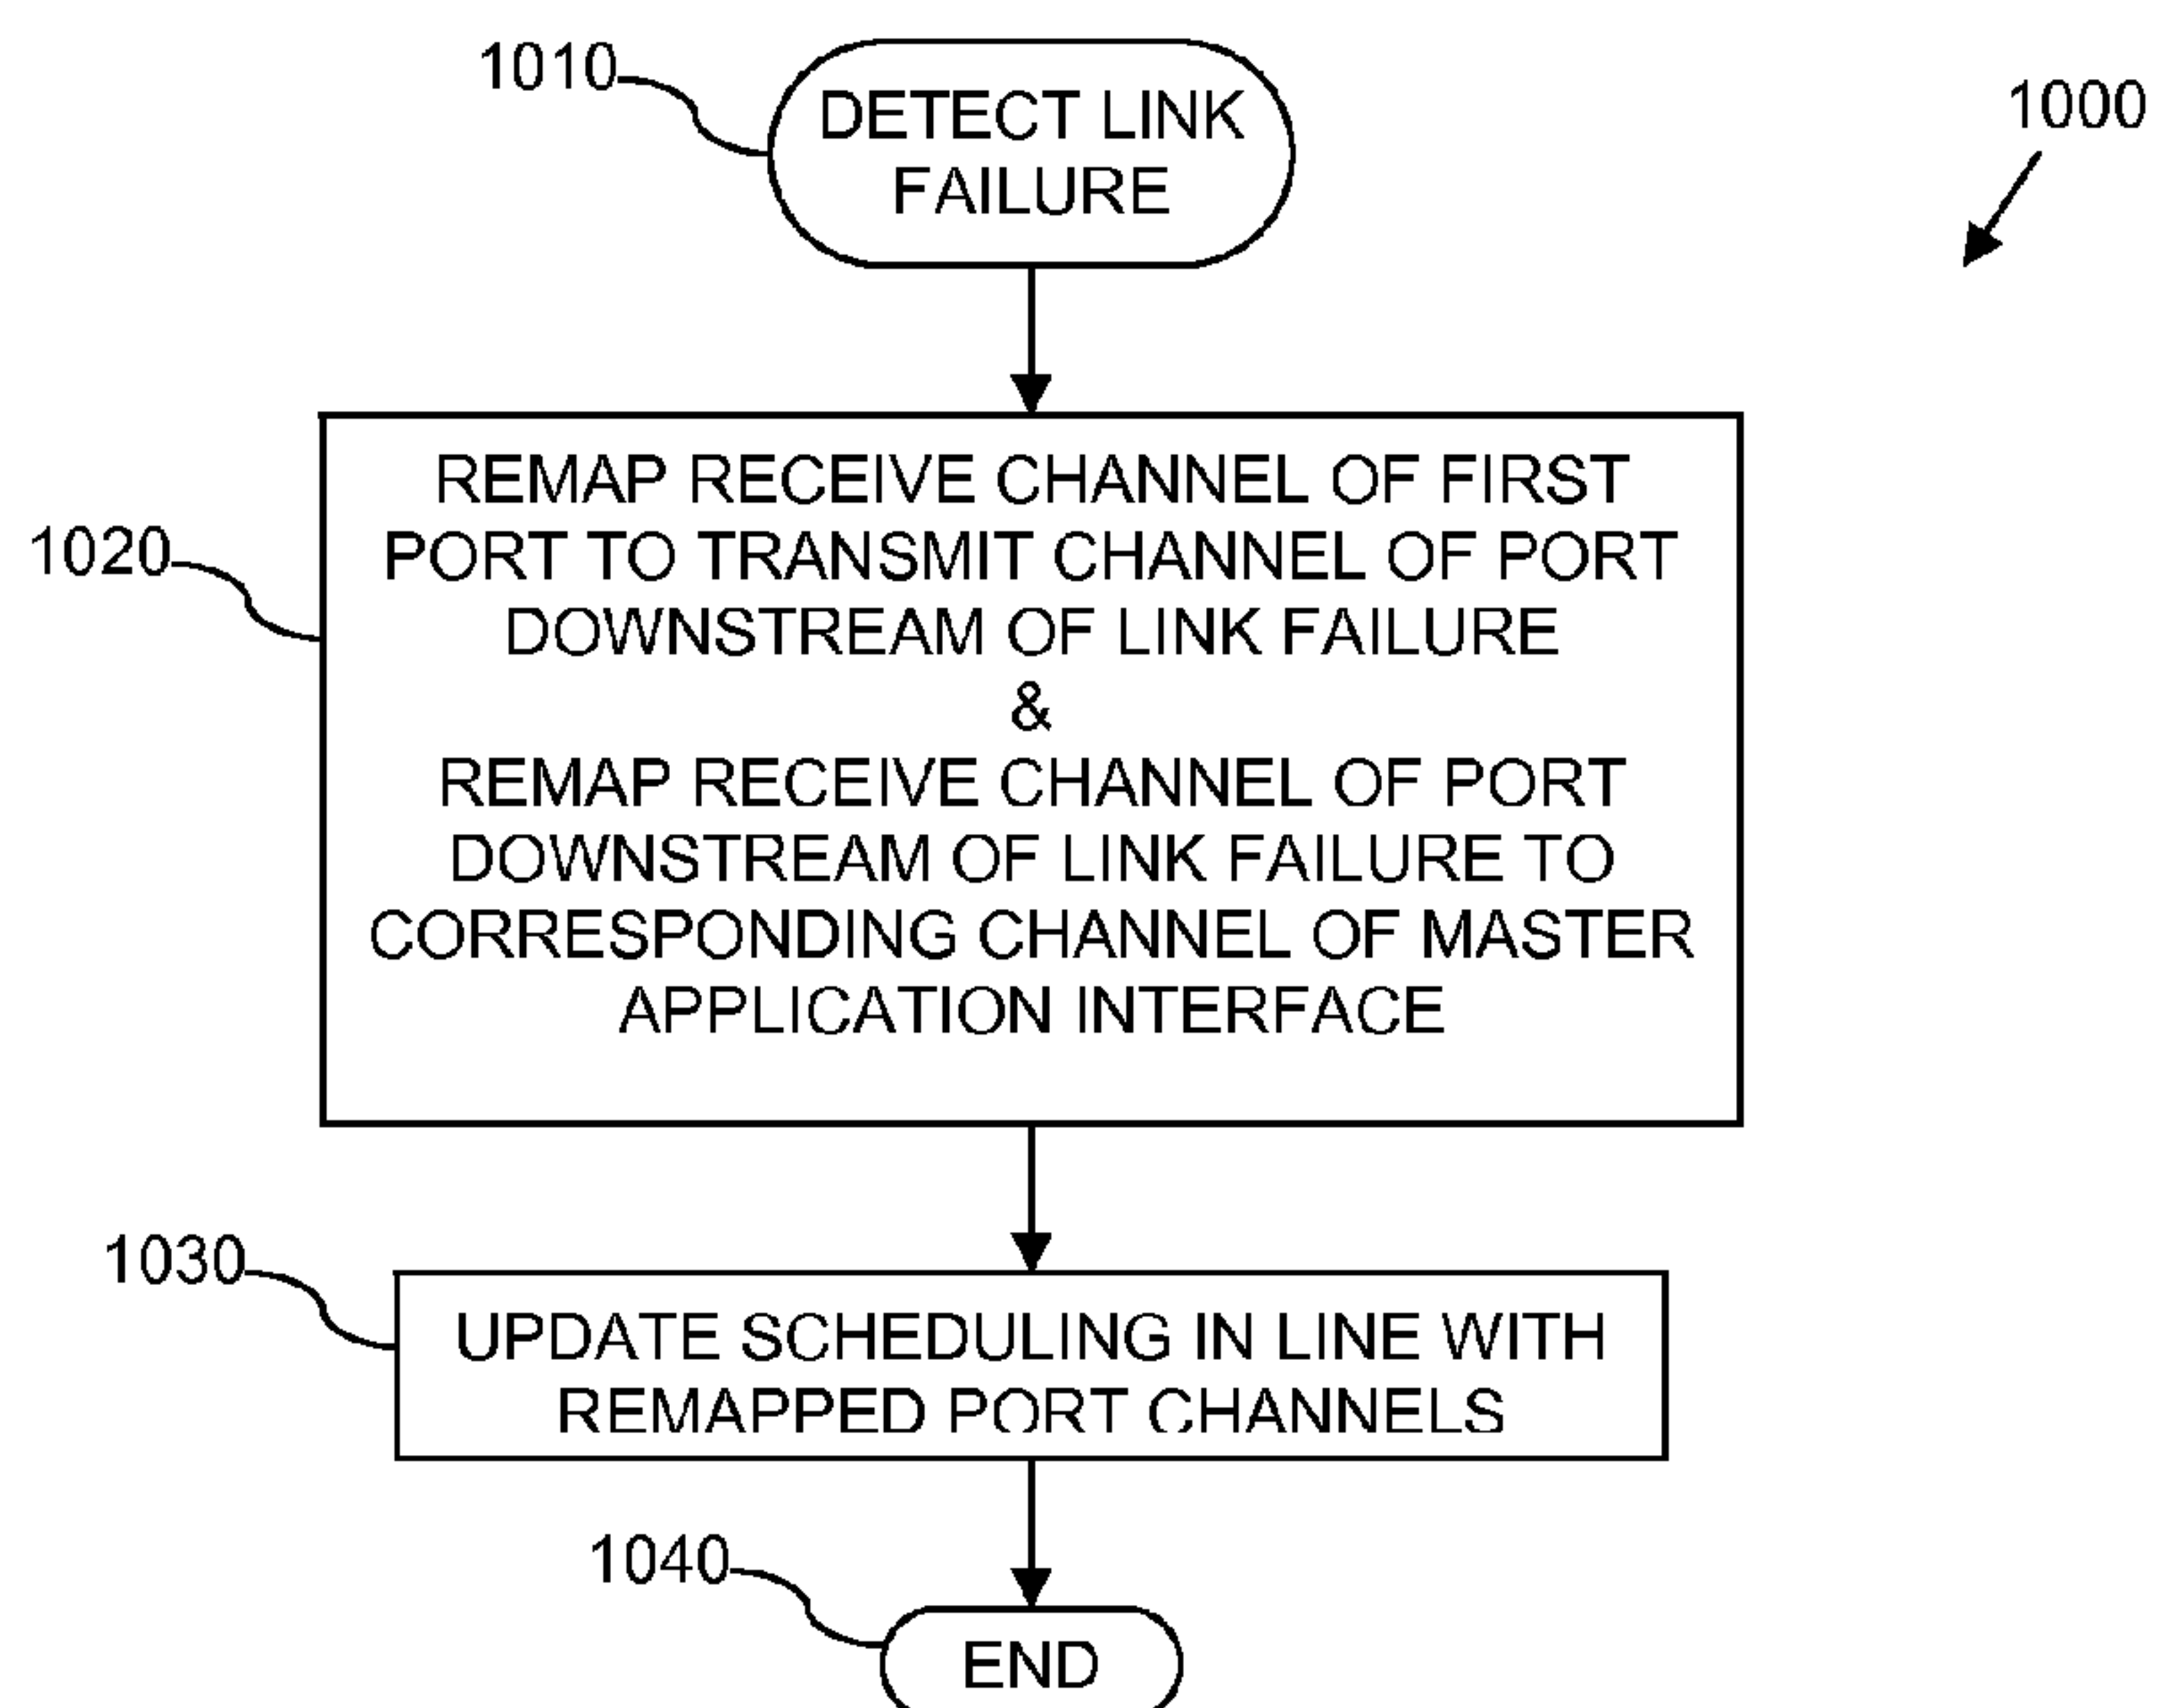 1010
DETECT LINK
FAILURE
1000
1020
REMAP RECEIVE CHANNEL OF FIRST
PORT TO TRANSMIT CHANNEL OF PORT
DOWNSTREAM OF LINK FAILURE
&
REMAP RECEIVE CHANNEL OF PORT
DOWNSTREAM OF LINK FAILURE TO
CORRESPONDING CHANNEL OF MASTER
APPLICATION INTERFACE
1030
UPDATE SCHEDULING IN LINE WITH
REMAPPED PORT CHANNELS
1040
END